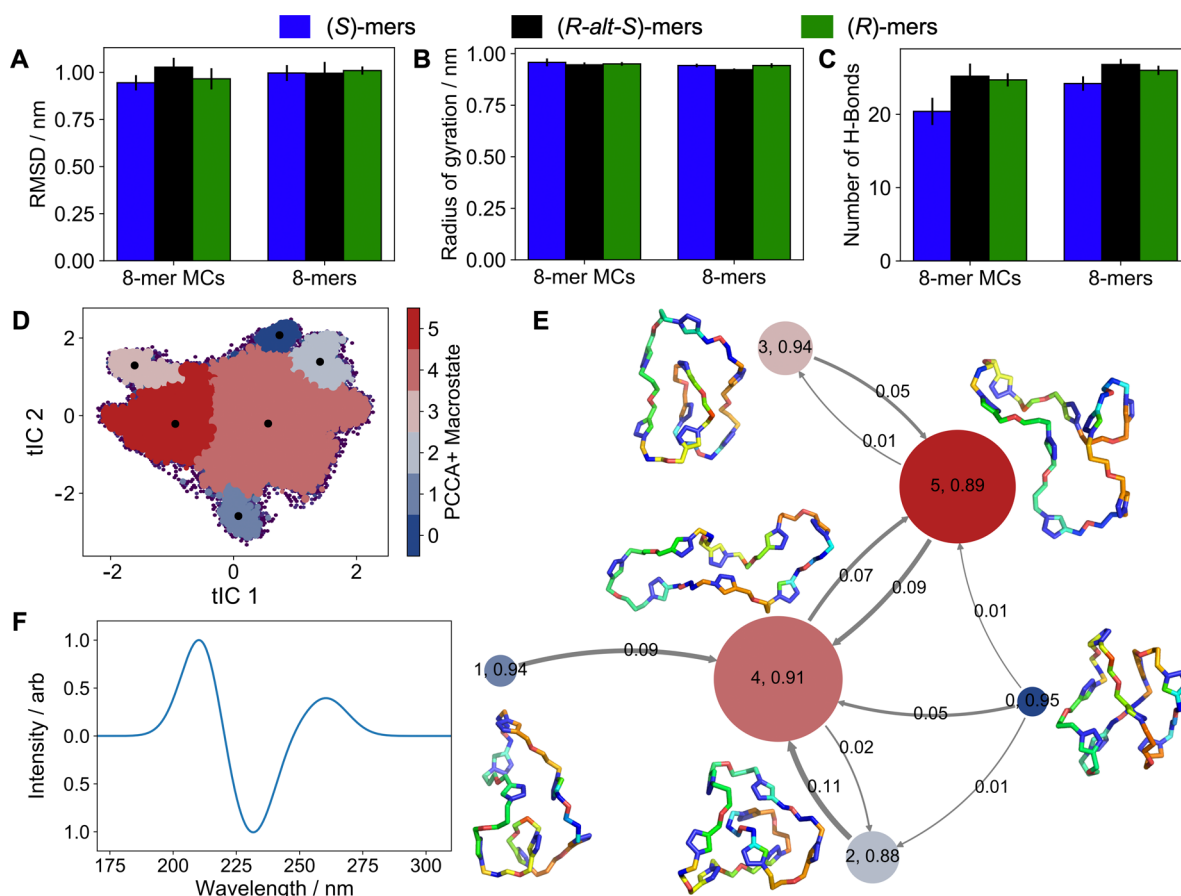 (S)-mers (R-alt-S)-mers (R)-mers
A
RMSD / nm
1.00
0.75
0.50
0.25
0.00
8-mer MCs 8-mers
B
Radius of gyration / nm
1.00
0.75
0.50
0.25
0.00
8-mer MCs 8-mers
C
Number of H-Bonds
20
10
0
8-mer MCs 8-mers
D
tIC 2
2
0
-2
-2 0 2
tIC 1
5
4
3
2
1
0
PCCA+ Macrostate
E
3, 0.94
0.05
0.01
5, 0.89
0.07
0.09
0.01
1, 0.94
0.09
4, 0.91
0.05
0, 0.95
0.02
0.11
0.01
2, 0.88
F
Intensity / arb
1.0
0.5
0.0
0.5
1.0
175 200 225 250 275 300
Wavelength / nm